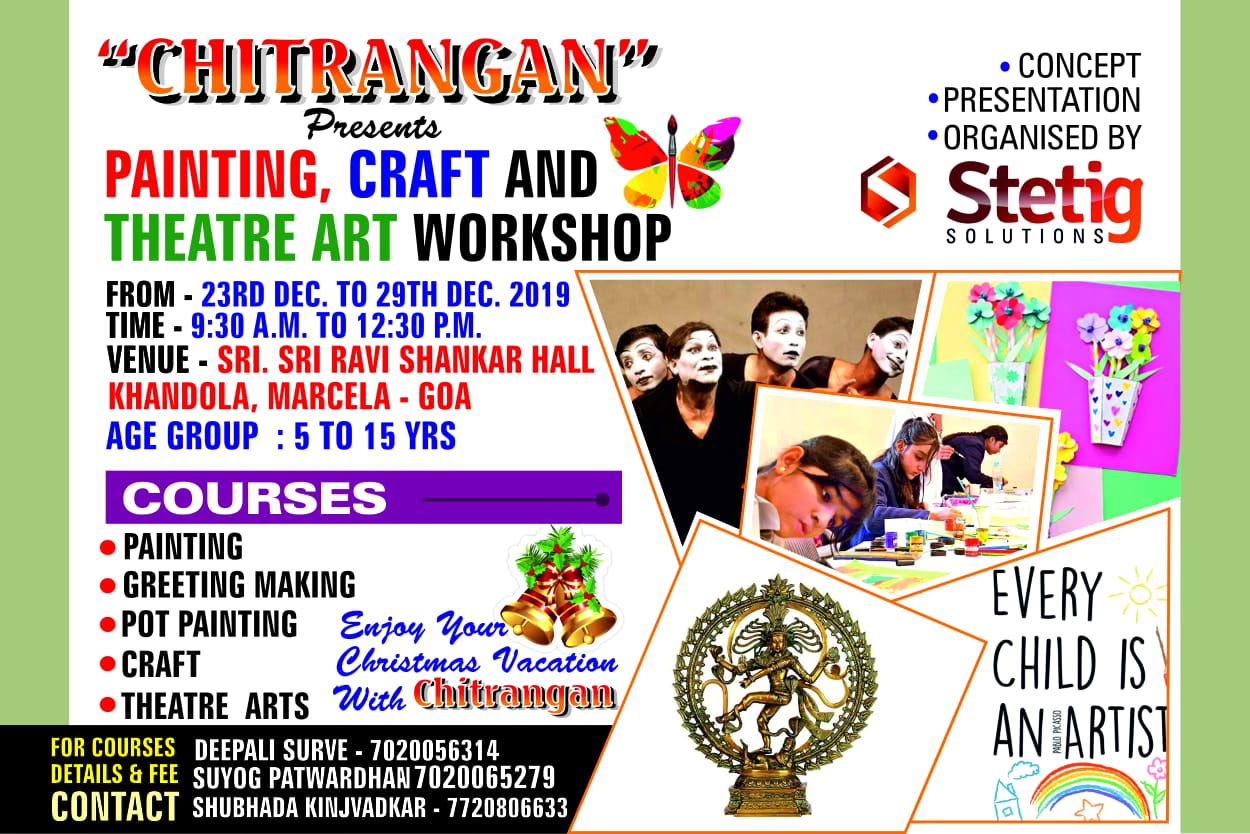 “CHITRANGAN”
Presents
PAINTING, CRAFT AND
THEATRE ART WORKSHOP
• CONCEPT
• PRESENTATION
• ORGANISED BY
Stetig
SOLUTIONS
FROM - 23RD DEC. TO 29TH DEC. 2019
TIME - 9:30 A.M. TO 12:30 P.M.
VENUE - SRI. SRI RAVI SHANKAR HALL
KHANDOLA, MARCELA - GOA
AGE GROUP : 5 TO 15 YRS
COURSES
• PAINTING
• GREETING MAKING
• POT PAINTING
• CRAFT
• THEATRE ARTS
Enjoy Your
Christmas Vacation
With Chitrangan
EVERY
CHILD IS
AN ARTIST
PABLO PICASSO
FOR COURSES
DETAILS & FEE
CONTACT
DEEPALI SURVE - 7020056314
SUYOG PATWARDHAN 7020065279
SHUBHADA KINJVADKAR - 7720806633